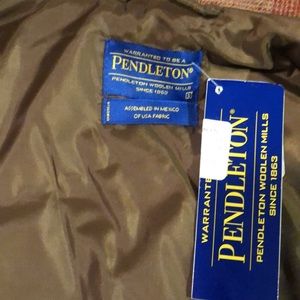 WARRANTED TO BE A
PENDLETON®
PENDLETON WOOLEN MILLS
SINCE 1863
ASSEMBLED IN MEXICO
OF USA FABRIC
WARRANTE
PENDLETON®
PENDLETON WOOLEN MILLS
SINCE 1863